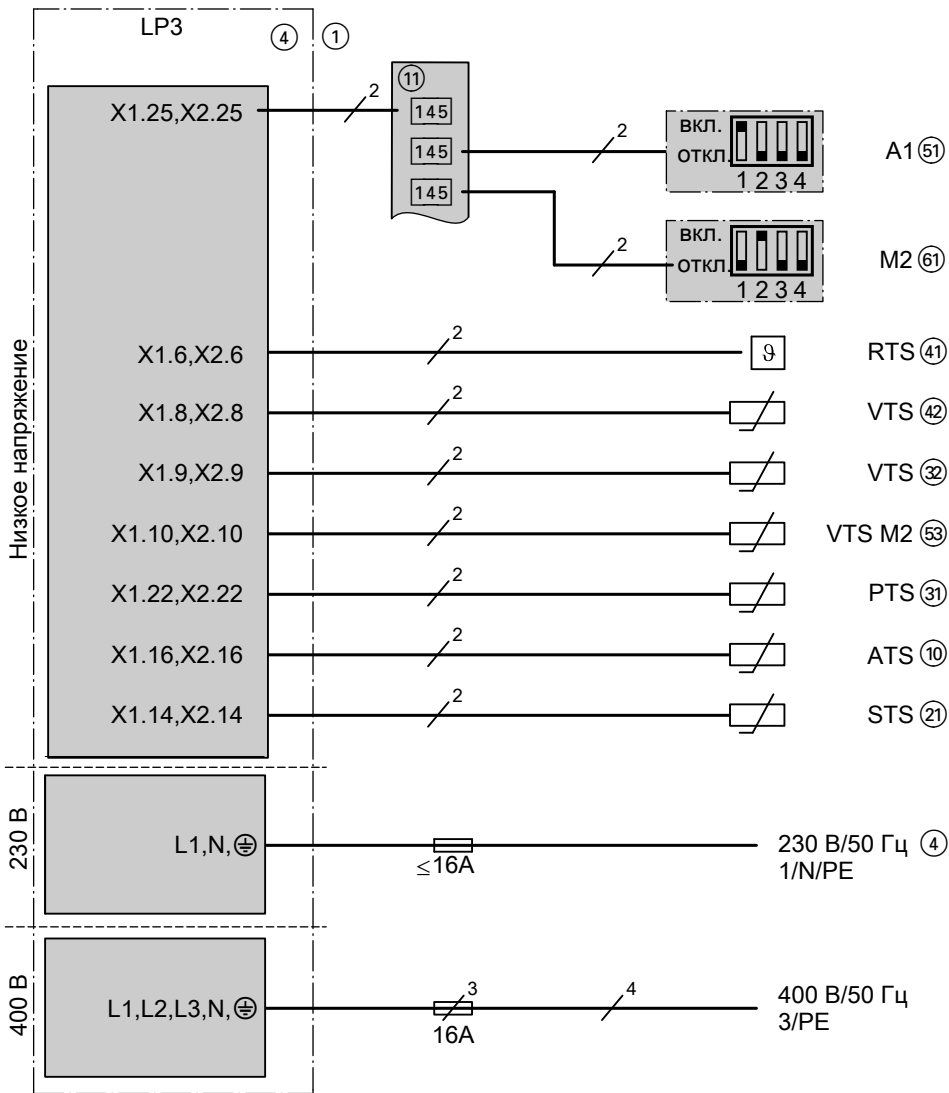 LP3
4 1
11
X1.25,X2.25
2
145
145
145
2
2
ВКЛ.
ОТКЛ.
1 2 3 4
A1 51
ВКЛ.
ОТКЛ.
1 2 3 4
M2 61
Низкое напряжение
X1.6,X2.6
2
ϑ
RTS 41
X1.8,X2.8
2
VTS 42
X1.9,X2.9
2
VTS 32
X1.10,X2.10
2
VTS M2 53
X1.22,X2.22
2
PTS 31
X1.16,X2.16
2
ATS 10
X1.14,X2.14
2
STS 21
230 В
L1,N,
≤16A
230 В/50 Гц 4
1/N/PE
400 В
L1,L2,L3,N,
3
16A
4
400 В/50 Гц
3/PE